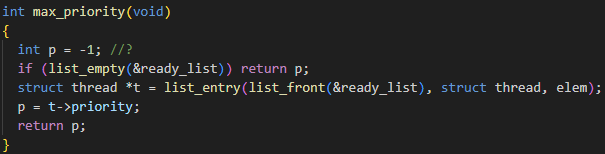 int max_priority(void)
{
  int p = -1; //?
  if (list_empty(&ready_list)) return p;
  struct thread *t = list_entry(list_front(&ready_list), struct thread, elem);
  p = t->priority;
  return p;
}